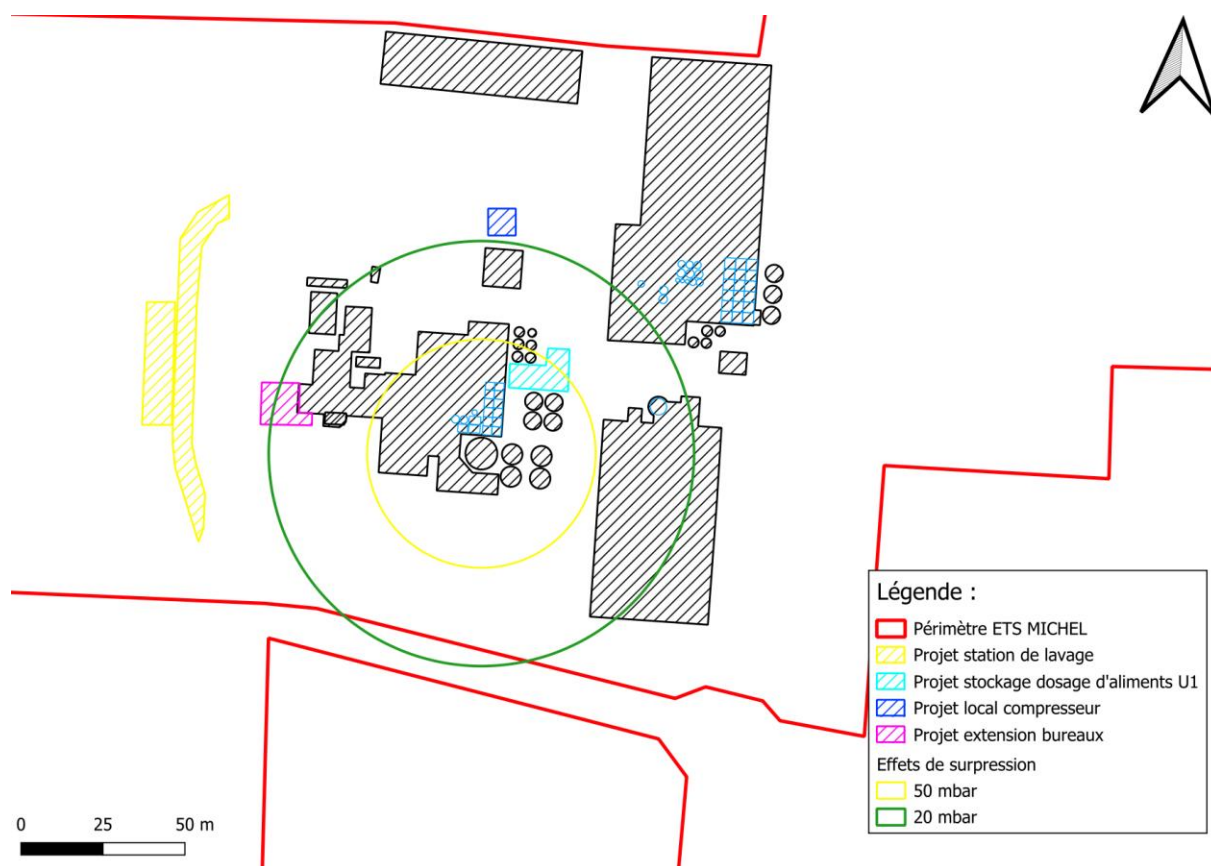 Légende :
Périmètre ETS MICHEL
Projet station de lavage
Projet stockage dosage d'aliments U1
Projet local compresseur
Projet extension bureaux
Effets de surpression
50 mbar
20 mbar
0 25 50 m